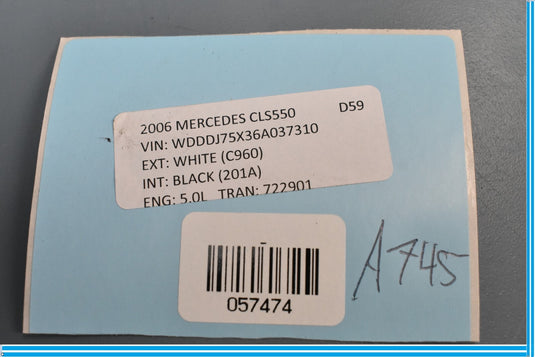 2006 MERCEDES CLS550 D59
VIN: WDDDJ75X36A037310
EXT: WHITE (C960)
INT: BLACK (201A)
ENG: 5.0L TRAN: 722901
057474
A745